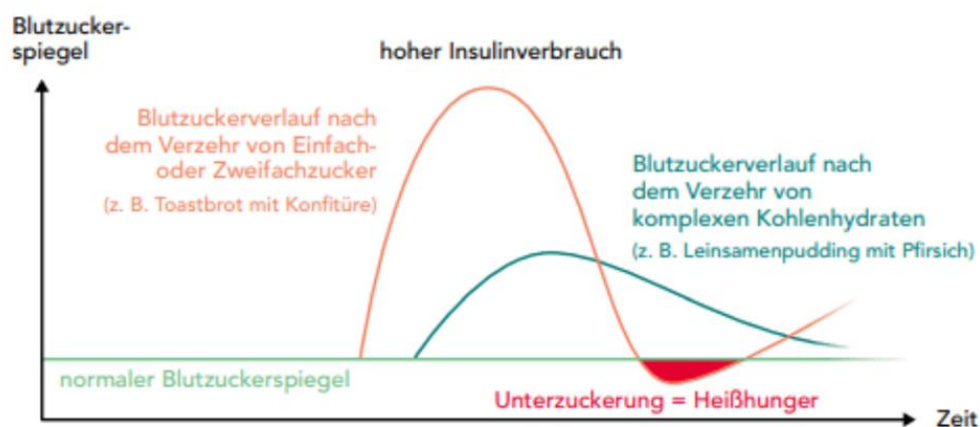 Blutzucker-
spiegel
hoher Insulinverbrauch
Blutzuckerverlauf nach
dem Verzehr von Einfach-
oder Zweifachzucker
(z. B. Toastbrot mit Konfitüre)
Blutzuckerverlauf nach
dem Verzehr von
komplexen Kohlenhydraten
(z. B. Leinsamenpudding mit Pfirsich)
normaler Blutzuckerspiegel
Unterzuckerung = Heißhunger
Zeit